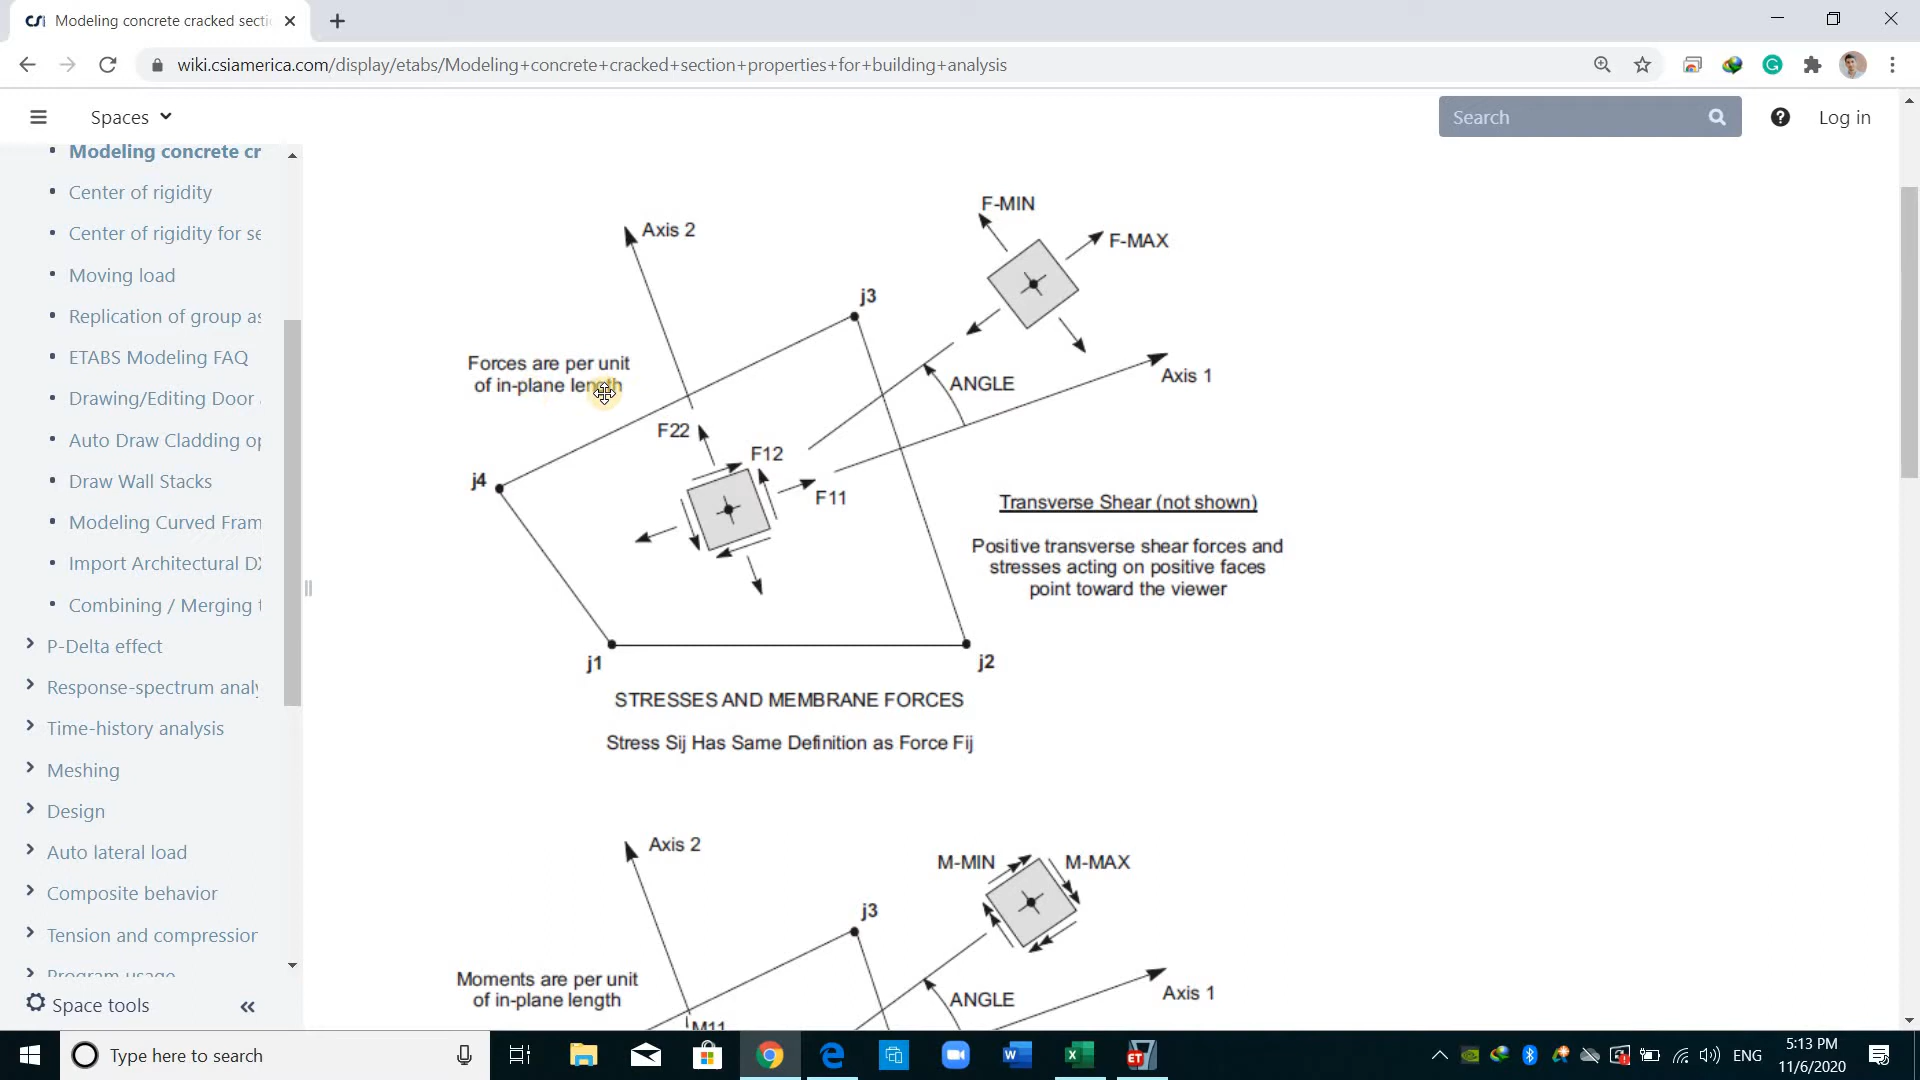 Modeling concrete cracked secti
wiki.csiamerica.com/display/etabs/Modeling+concrete+cracked+section+properties+for+building+analysis
Spaces
Search
Log in
Modeling concrete cr
Center of rigidity
Center of rigidity for se
Moving load
Replication of group as
ETABS Modeling FAQ
Drawing/Editing Door
Auto Draw Cladding op
Draw Wall Stacks
Modeling Curved Fram
Import Architectural DX
Combining / Merging t
P-Delta effect
Response-spectrum analy
Time-history analysis
Meshing
Design
Auto lateral load
Composite behavior
Tension and compression
Program usage
Space tools
F-MIN
F-MAX
Axis 2
j3
Forces are per unit
of in-plane length
ANGLE
Axis 1
F22
F12
F11
j4
Transverse Shear (not shown)
Positive transverse shear forces and
stresses acting on positive faces
point toward the viewer
j1
j2
STRESSES AND MEMBRANE FORCES
Stress Sij Has Same Definition as Force Fij
Axis 2
M-MIN
M-MAX
j3
Moments are per unit
of in-plane length
ANGLE
Axis 1
M11
Type here to search
ENG
5:13 PM
11/6/2020